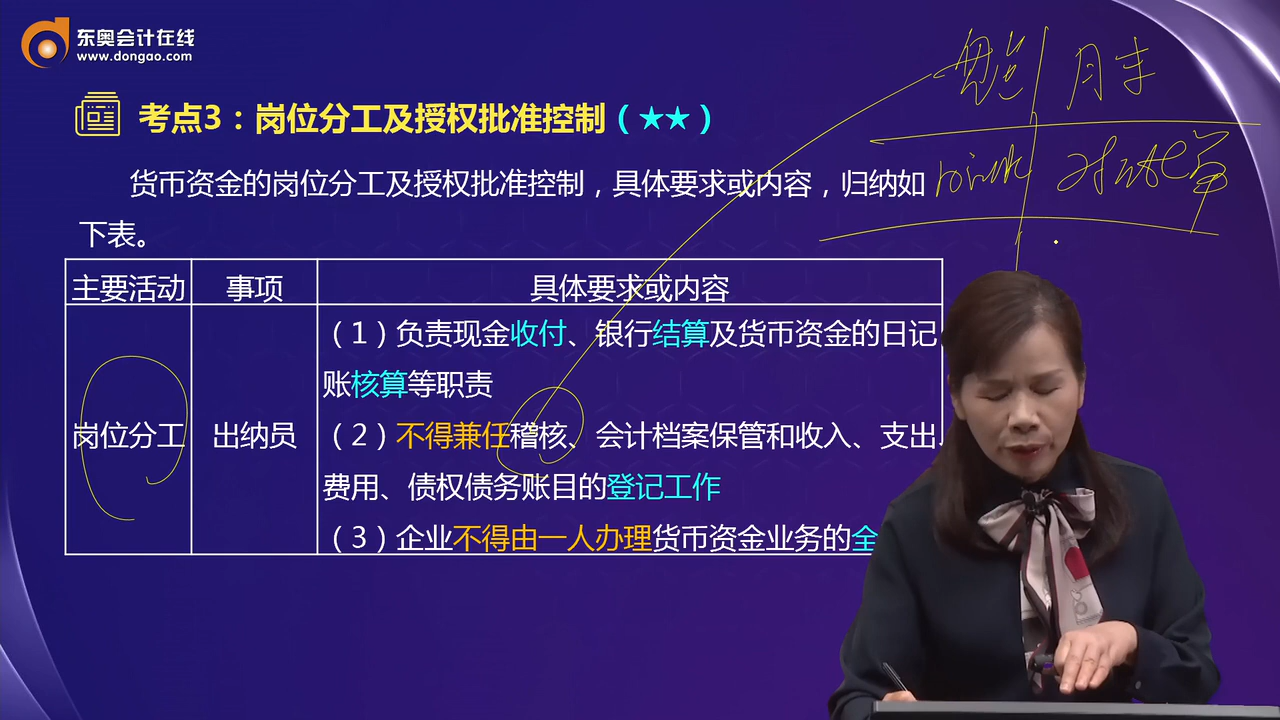 东奥会计在线
www.dongao.com
考点3：岗位分工及授权批准控制（★★）
货币资金的岗位分工及授权批准控制，具体要求或内容，归纳如
下表。
主要活动 事项 具体要求或内容
岗位分工 出纳员
（1）负责现金收付、银行结算及货币资金的日记
账核算等职责
（2）不得兼任稽核、会计档案保管和收入、支出、
费用、债权债务账目的登记工作
（3）企业不得由一人办理货币资金业务的全
月末
对账单